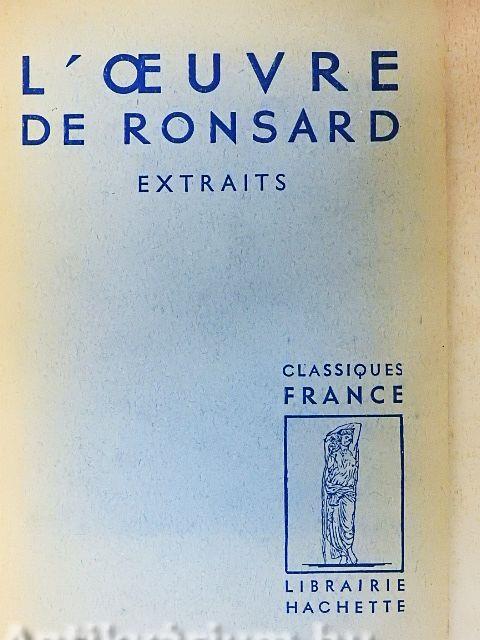 L'ŒUVRE
DE RONSARD
EXTRAITS
CLASSIQUES
FRANCE
LIBRAIRIE
HACHETTE